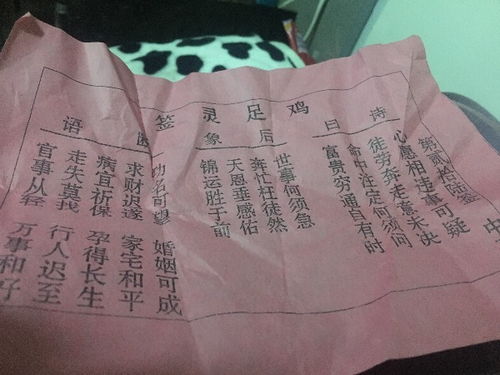 鸡足灵签
第贰拾陆签 中
诗曰
心愿相违事可疑
徒劳奔走意未决
命中注定何须问
富贵穷通自有时
后象
世事何须急
奔忙枉徒然
天恩垂感佑
锦运胜于前
断语
功名可望 婚姻可成
求财迟遂 家宅和平
病宜祈保 孕得长生
走失莫找 行人迟至
官事从轻 万事和好